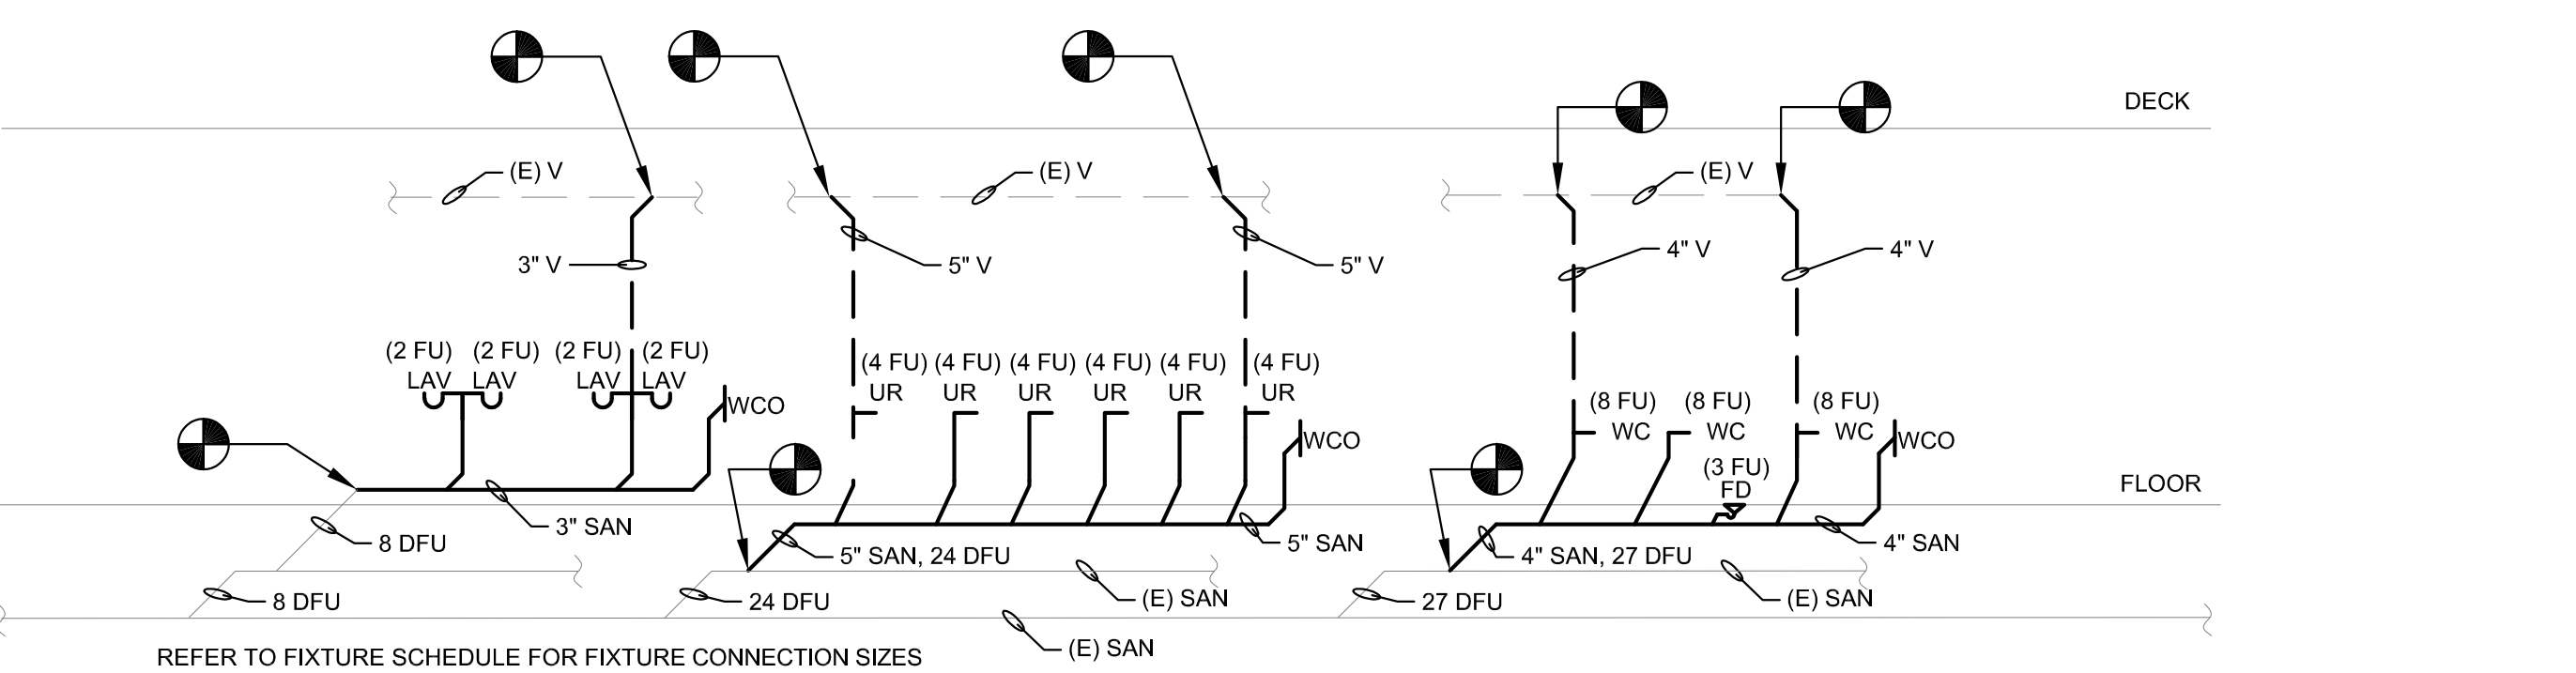 DECK
(E) V
(E) V
(E) V
3" V
5" V
5" V
4" V
4" V
(2 FU) (2 FU) (2 FU) (2 FU)
LAV LAV LAV LAV
WCO
(4 FU) (4 FU) (4 FU) (4 FU) (4 FU) (4 FU)
UR UR UR UR UR UR
WCO
(8 FU) (8 FU) (8 FU)
WC WC WC
WCO
(3 FU)
FD
FLOOR
3" SAN
8 DFU
8 DFU
5" SAN, 24 DFU
5" SAN
24 DFU
(E) SAN
4" SAN, 27 DFU
4" SAN
27 DFU
(E) SAN
(E) SAN
REFER TO FIXTURE SCHEDULE FOR FIXTURE CONNECTION SIZES